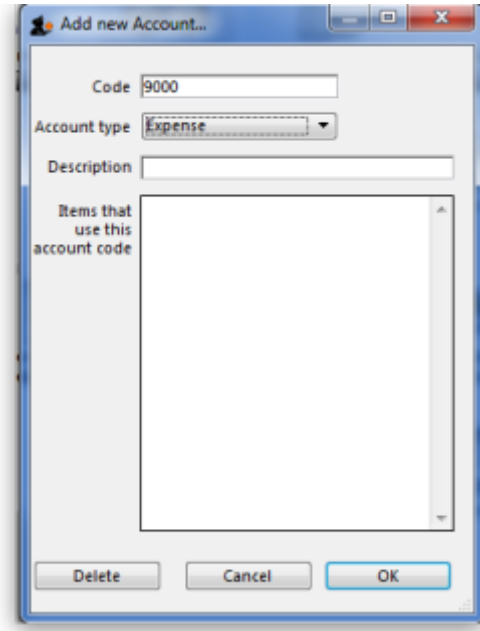 Add new Account...
Code 9000
Account type Expense
Description
Items that
use this
account code
Delete Cancel OK